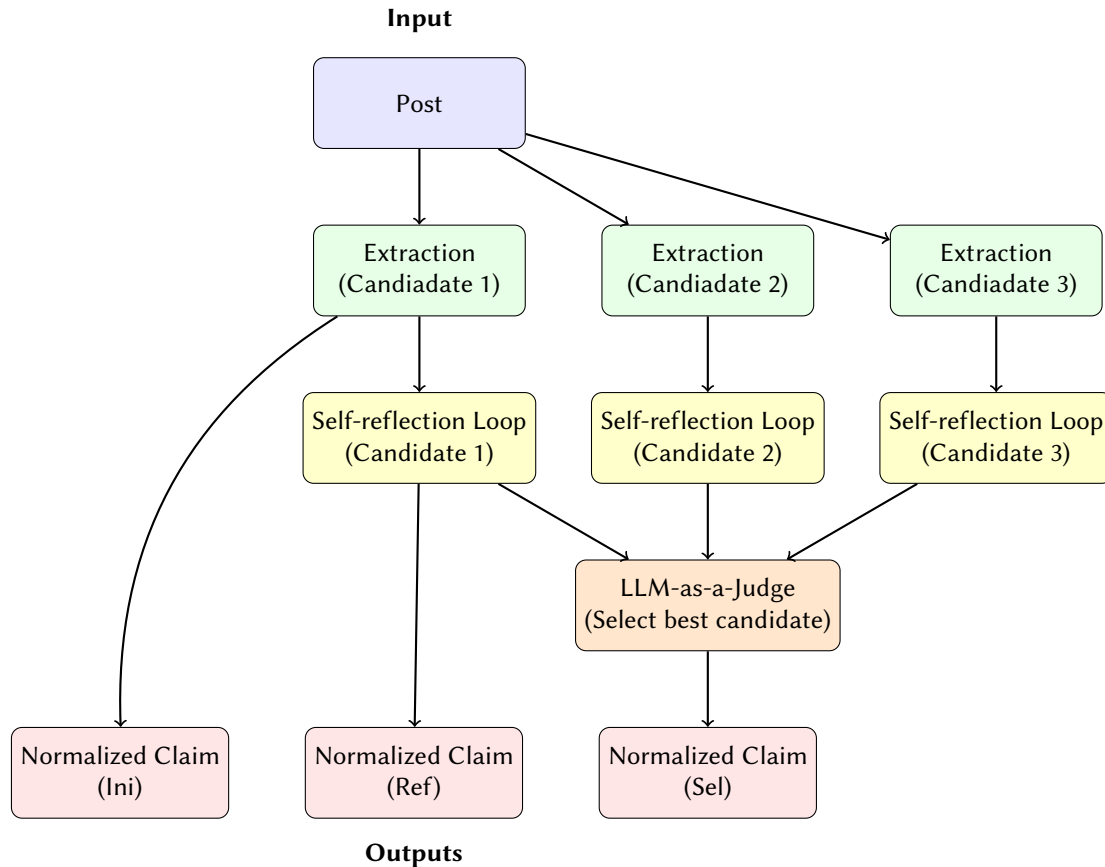 Input
Post
Extraction
(Candiadate 1)
Extraction
(Candiadate 2)
Extraction
(Candiadate 3)
Self-reflection Loop
(Candidate 1)
Self-reflection Loop
(Candidate 2)
Self-reflection Loop
(Candidate 3)
LLM-as-a-Judge
(Select best candidate)
Normalized Claim
(Ini)
Normalized Claim
(Ref)
Normalized Claim
(Sel)
Outputs